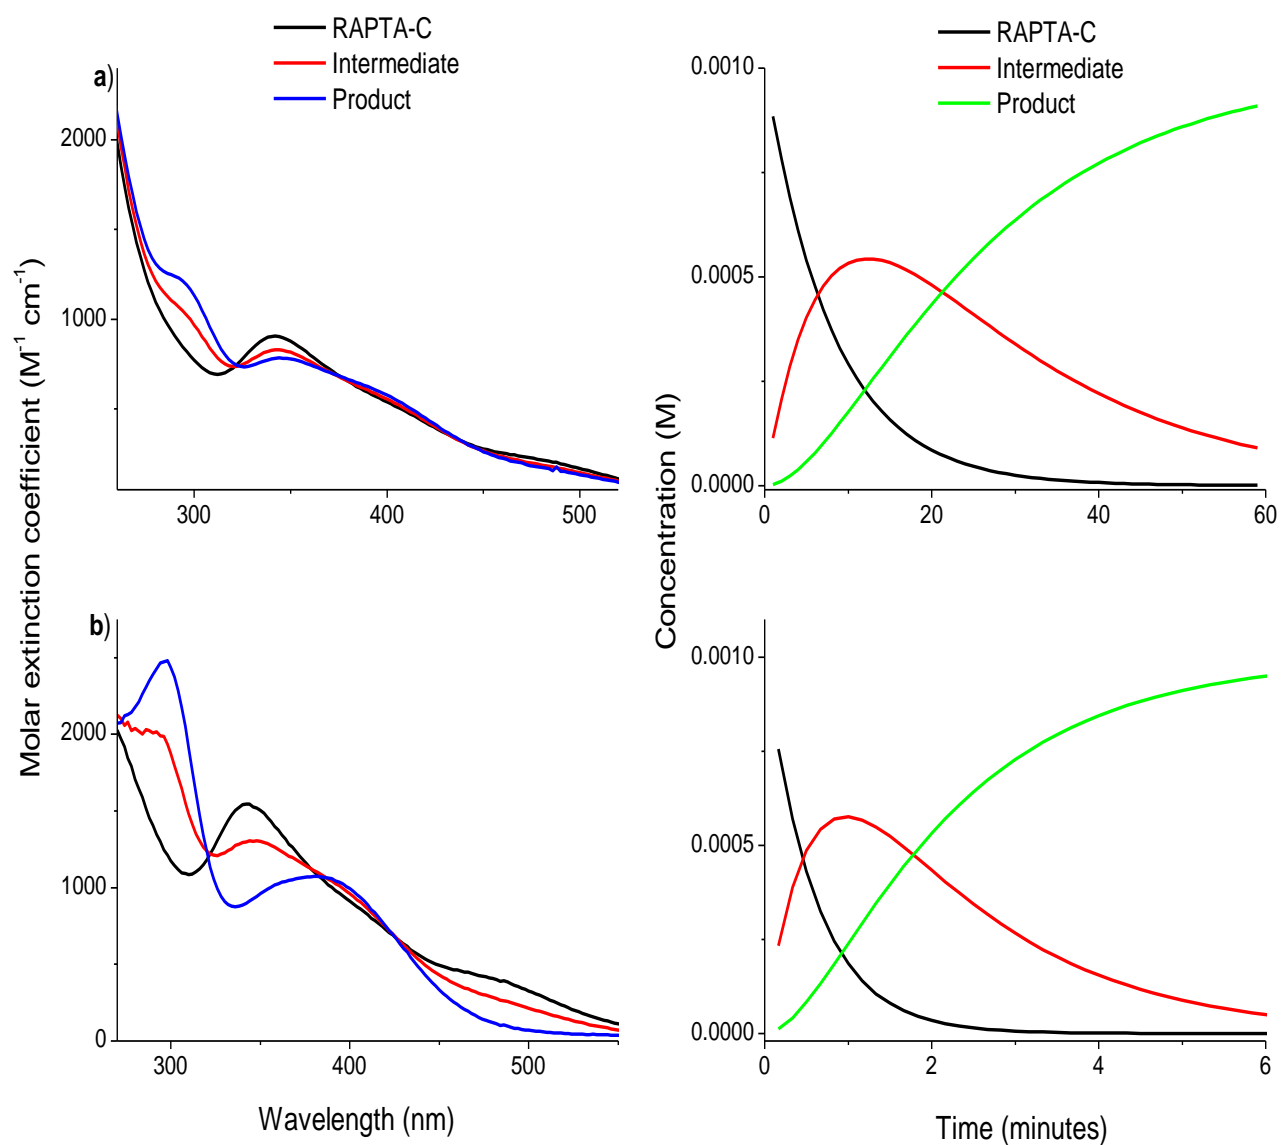 RAPTA-C
Intermediate
Product
a)
2000
1000
300
400
500
RAPTA-C
Intermediate
Product
0.0010
0.0005
0.0000
0
20
40
60
b)
2000
1000
0
300
400
500
0.0010
0.0005
0.0000
0
2
4
6
Molar extinction coefficient (M⁻¹ cm⁻¹)
Concentration (M)
Wavelength (nm)
Time (minutes)